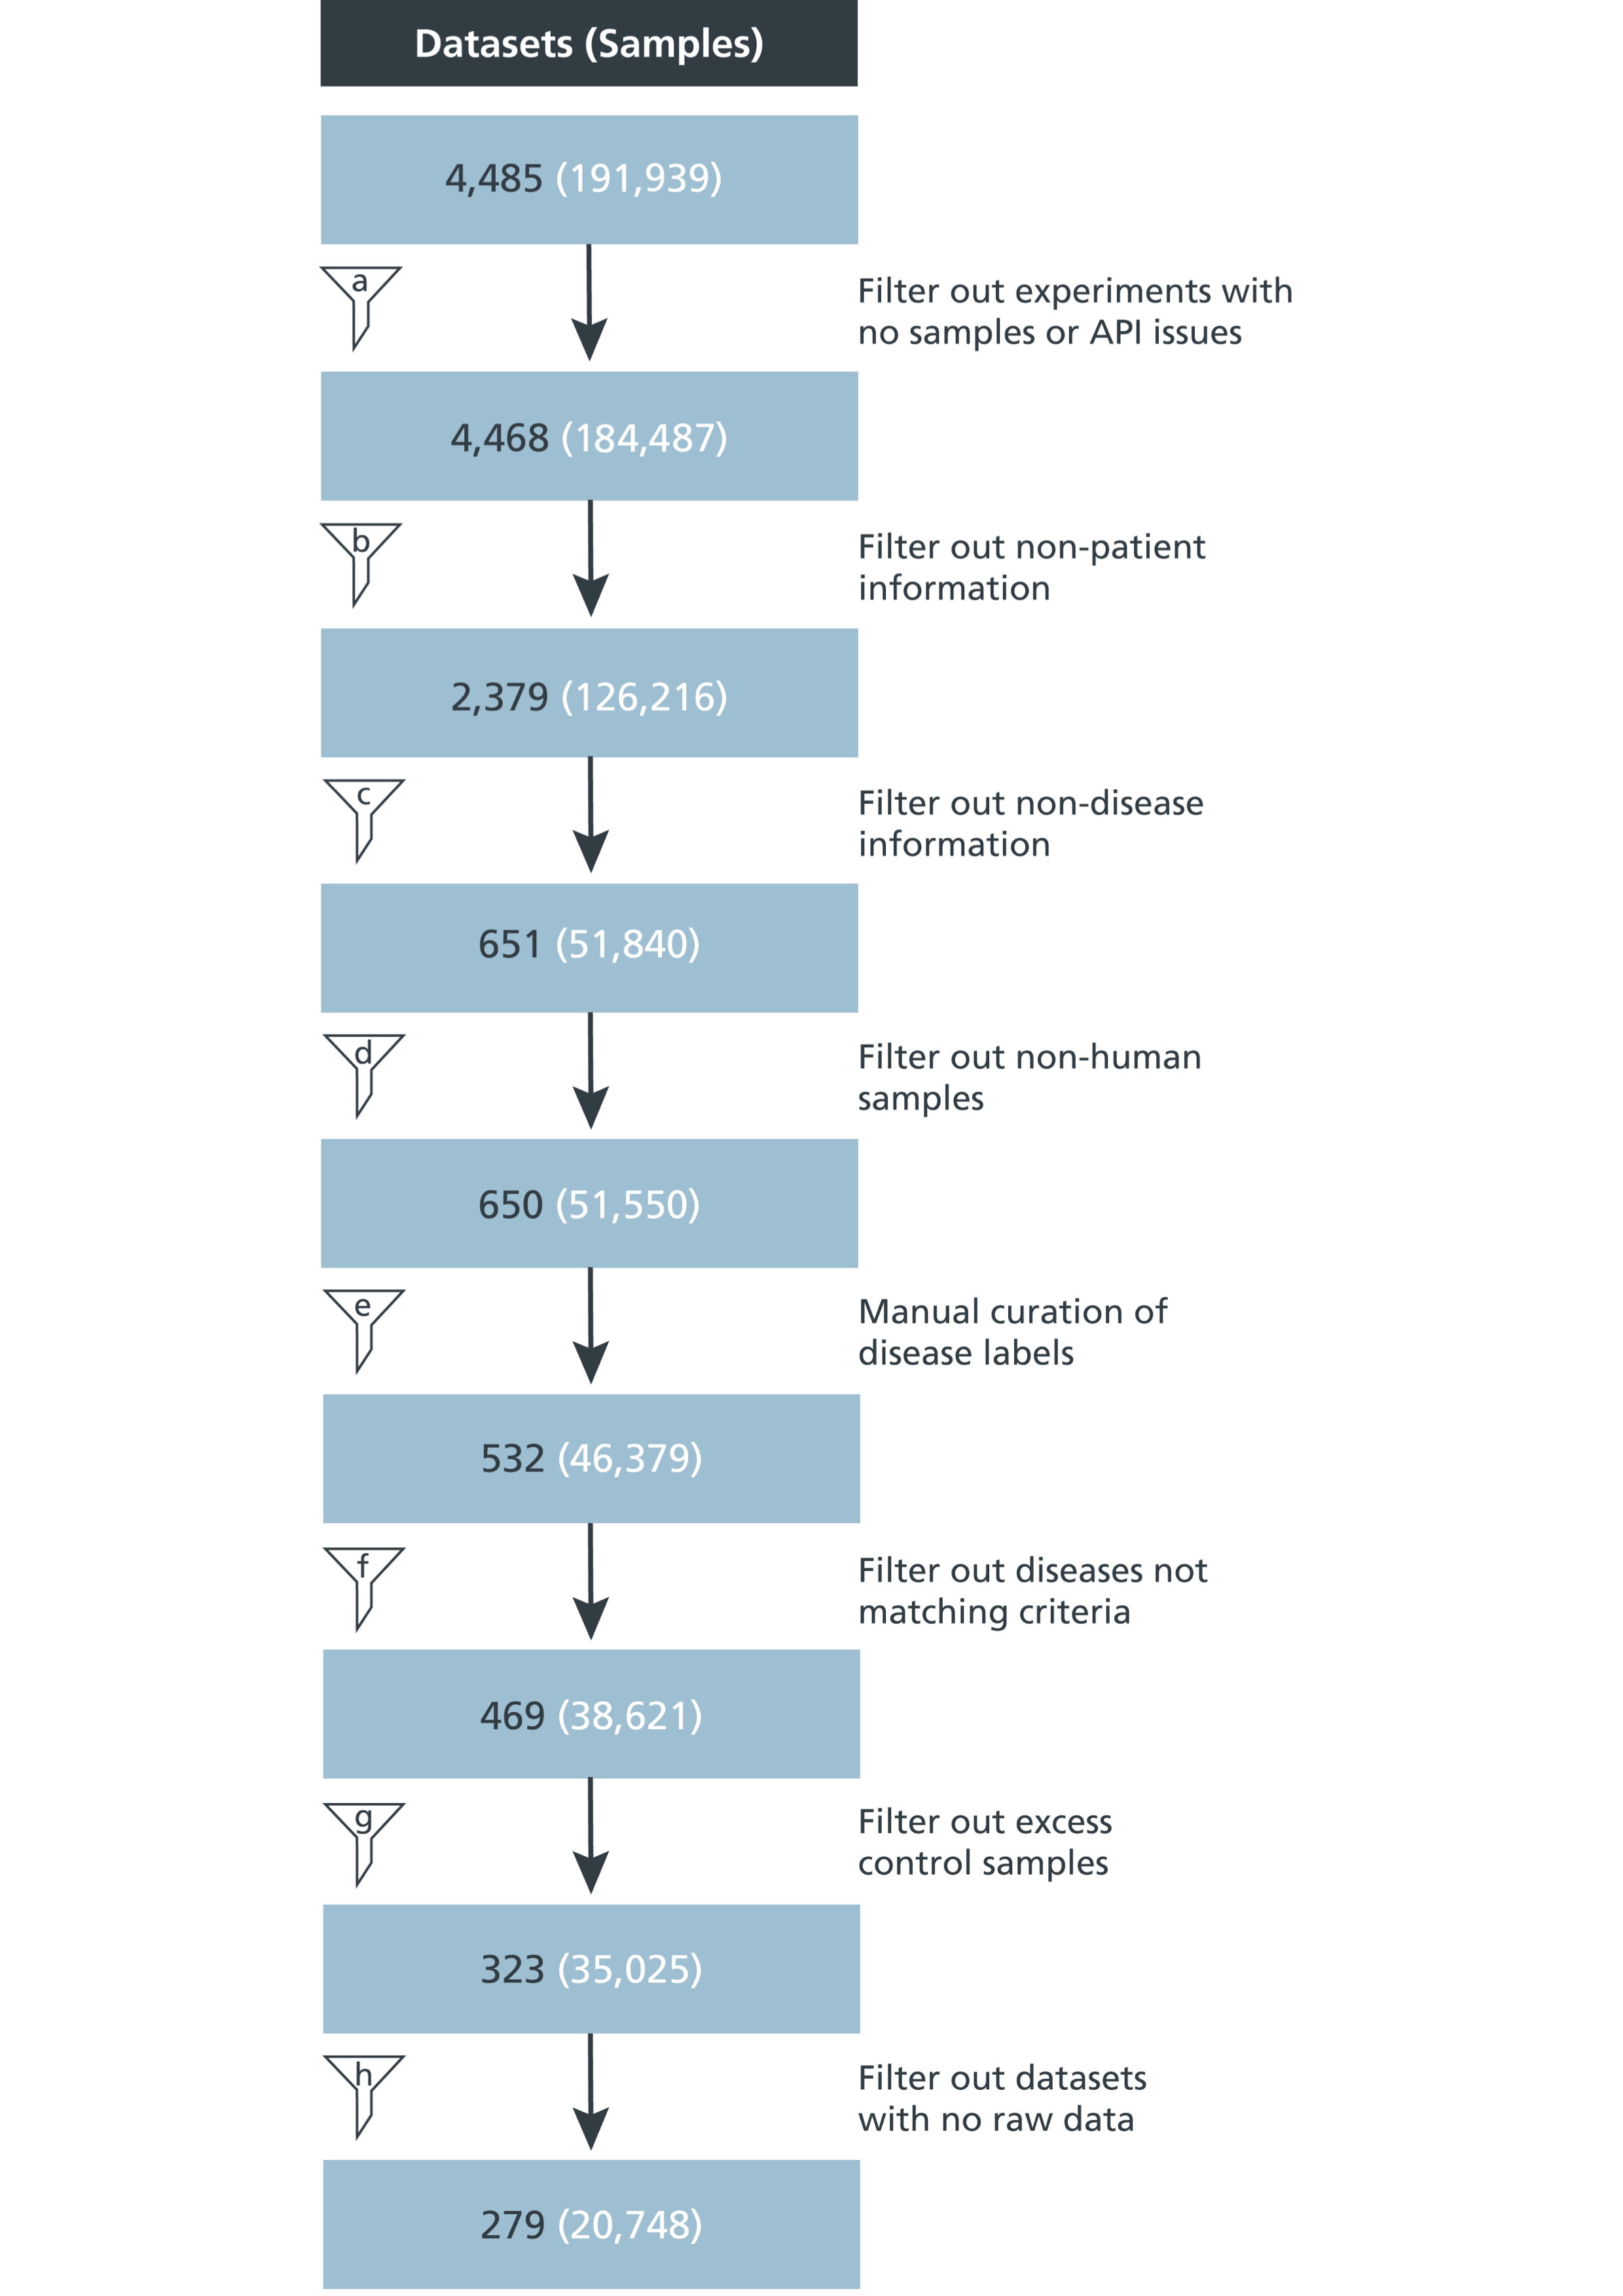 Datasets (Samples)
4,485 (191,939)
a
Filter out experiments with
no samples or API issues
4,468 (184,487)
b
Filter out non-patient
information
2,379 (126,216)
c
Filter out non-disease
information
651 (51,840)
d
Filter out non-human
samples
650 (51,550)
e
Manual curation of
disease labels
532 (46,379)
f
Filter out diseases not
matching criteria
469 (38,621)
g
Filter out excess
control samples
323 (35,025)
h
Filter out datasets
with no raw data
279 (20,748)